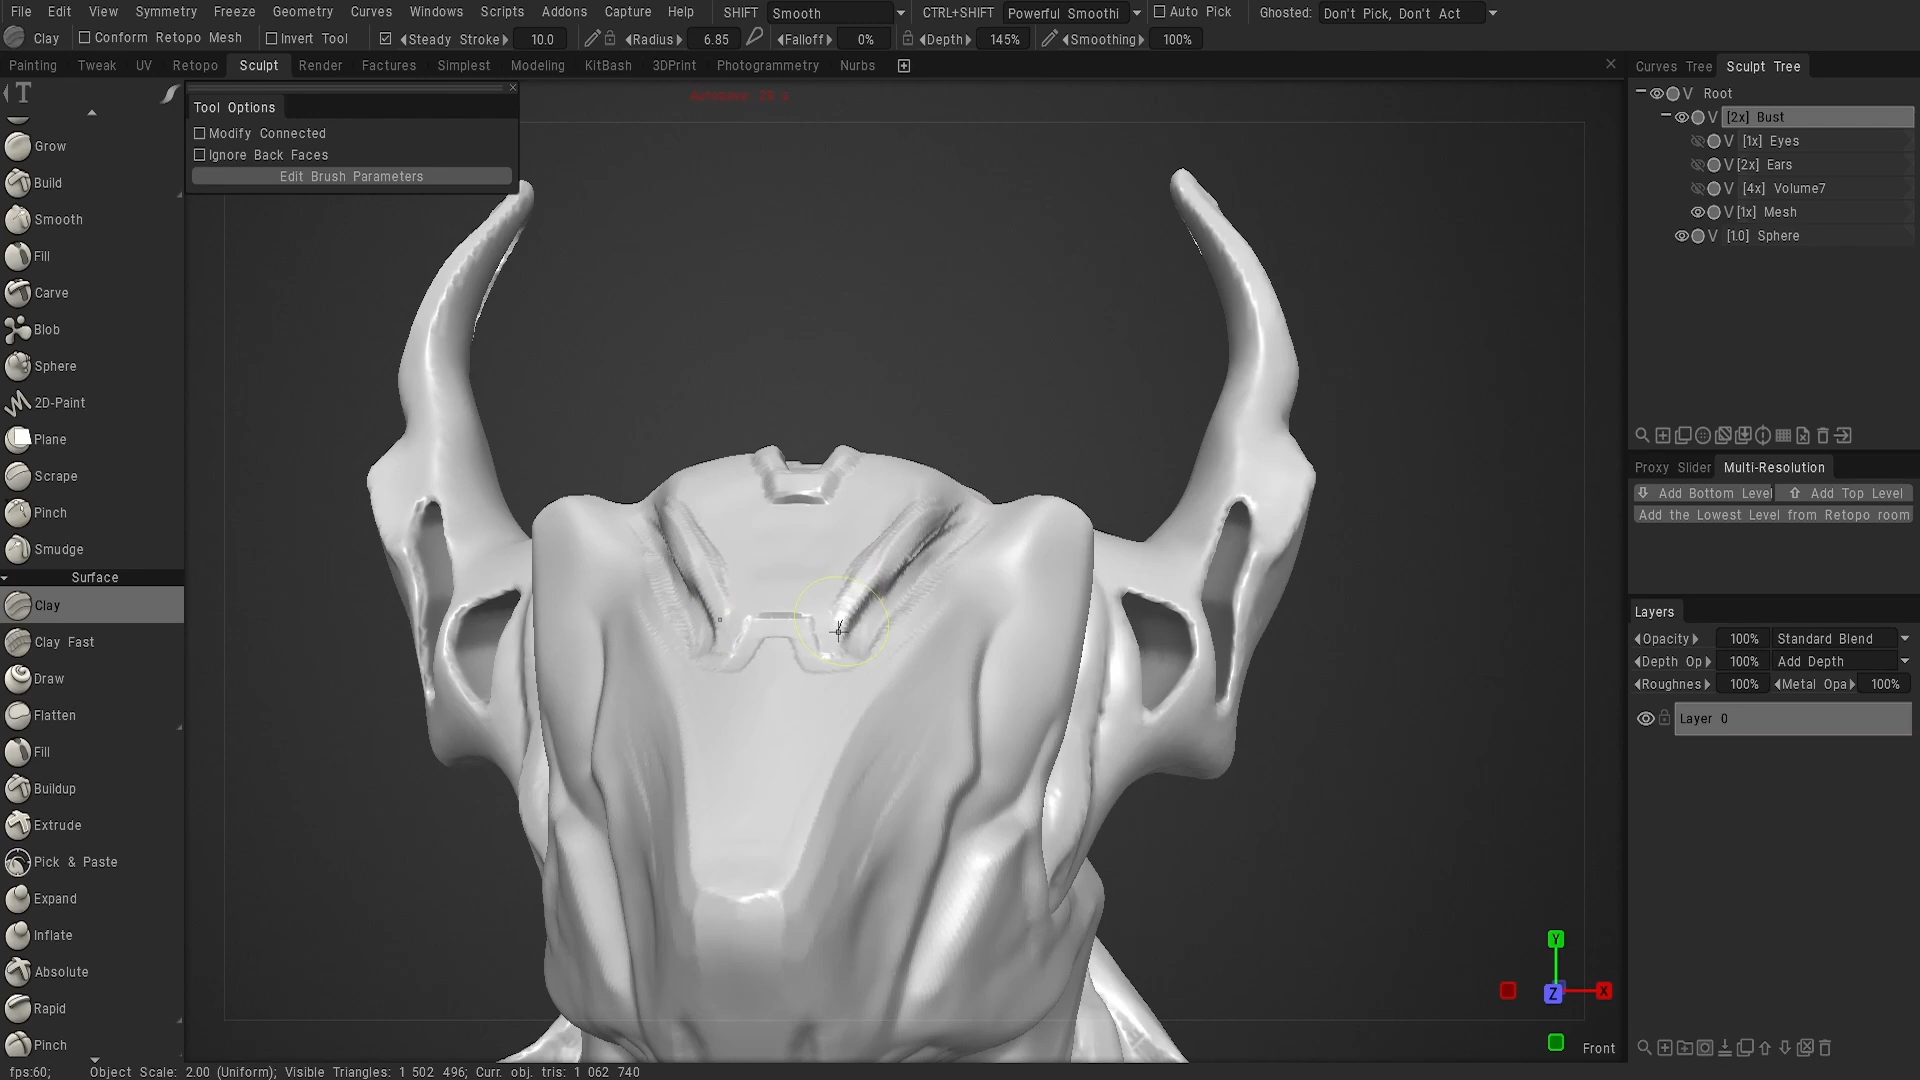 File Edit View Symmetry Freeze Geometry Curves Windows Scripts Addons Capture Help SHIFT Smooth CTRL+SHIFT Powerful Smoothi Auto Pick Ghosted: Don't Pick, Don't Act
Clay Conform Retopo Mesh Invert Tool Steady Stroke 10.0 Radius 6.85 Falloff 0% Depth 145% Smoothing 100%
Painting Tweak UV Retopo Sculpt Render Factures Simplest Modeling KitBash 3DPrint Photogrammetry Nurbs
Curves Tree Sculpt Tree
T
Tool Options
Modify Connected
Ignore Back Faces
Edit Brush Parameters
Grow
Build
Smooth
Fill
Carve
Blob
Sphere
2D-Paint
Plane
Scrape
Pinch
Smudge
Surface
Clay
Clay Fast
Draw
Flatten
Fill
Buildup
Extrude
Pick & Paste
Expand
Inflate
Absolute
Rapid
Pinch
Root
V [2x] Bust
V [1x] Eyes
V [2x] Ears
V [4x] Volume7
V [1x] Mesh
V [1.0] Sphere
Proxy Slider Multi-Resolution
Add Bottom Level Add Top Level
Add the Lowest Level from Retopo room
Layers
Opacity 100% Standard Blend
Depth Op 100% Add Depth
Roughnes 100% Metal Opa 100%
Layer 0
Y
Z
X
Front
fps:60; Object Scale: 2.00 (Uniform); Visible Triangles: 1 502 496; Curr. obj. tris: 1 062 740